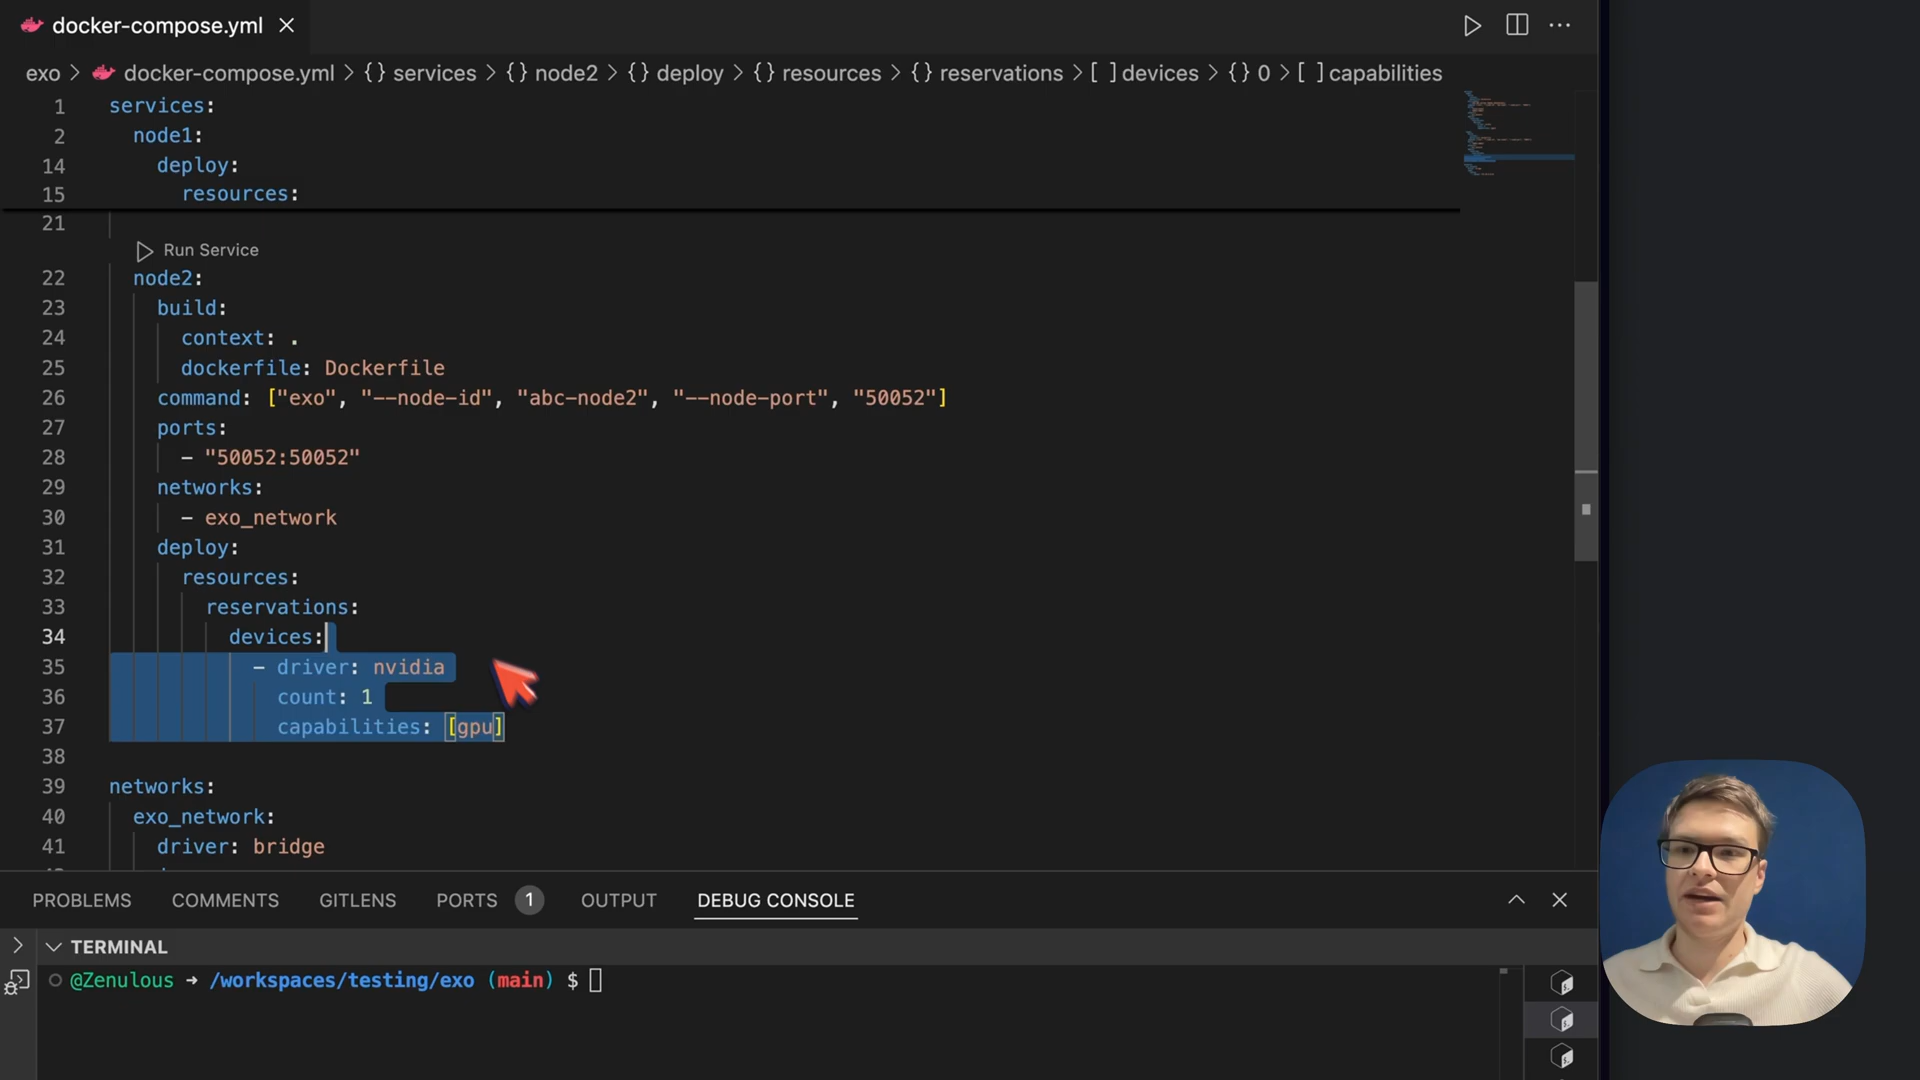 docker-compose.yml
exo > docker-compose.yml > {} services > {} node2 > {} deploy > {} resources > {} reservations > [ ] devices > {} 0 > [ ] capabilities
1 services:
2 node1:
14 deploy:
15 resources:
21
Run Service
22 node2:
23 build:
24 context: .
25 dockerfile: Dockerfile
26 command: ["exo", "--node-id", "abc-node2", "--node-port", "50052"]
27 ports:
28 - "50052:50052"
29 networks:
30 - exo_network
31 deploy:
32 resources:
33 reservations:
34 devices:
35 - driver: nvidia
36 count: 1
37 capabilities: [gpu]
38
39 networks:
40 exo_network:
41 driver: bridge
PROBLEMS COMMENTS GITLENS PORTS 1 OUTPUT DEBUG CONSOLE
TERMINAL
@Zenulous → /workspaces/testing/exo (main) $